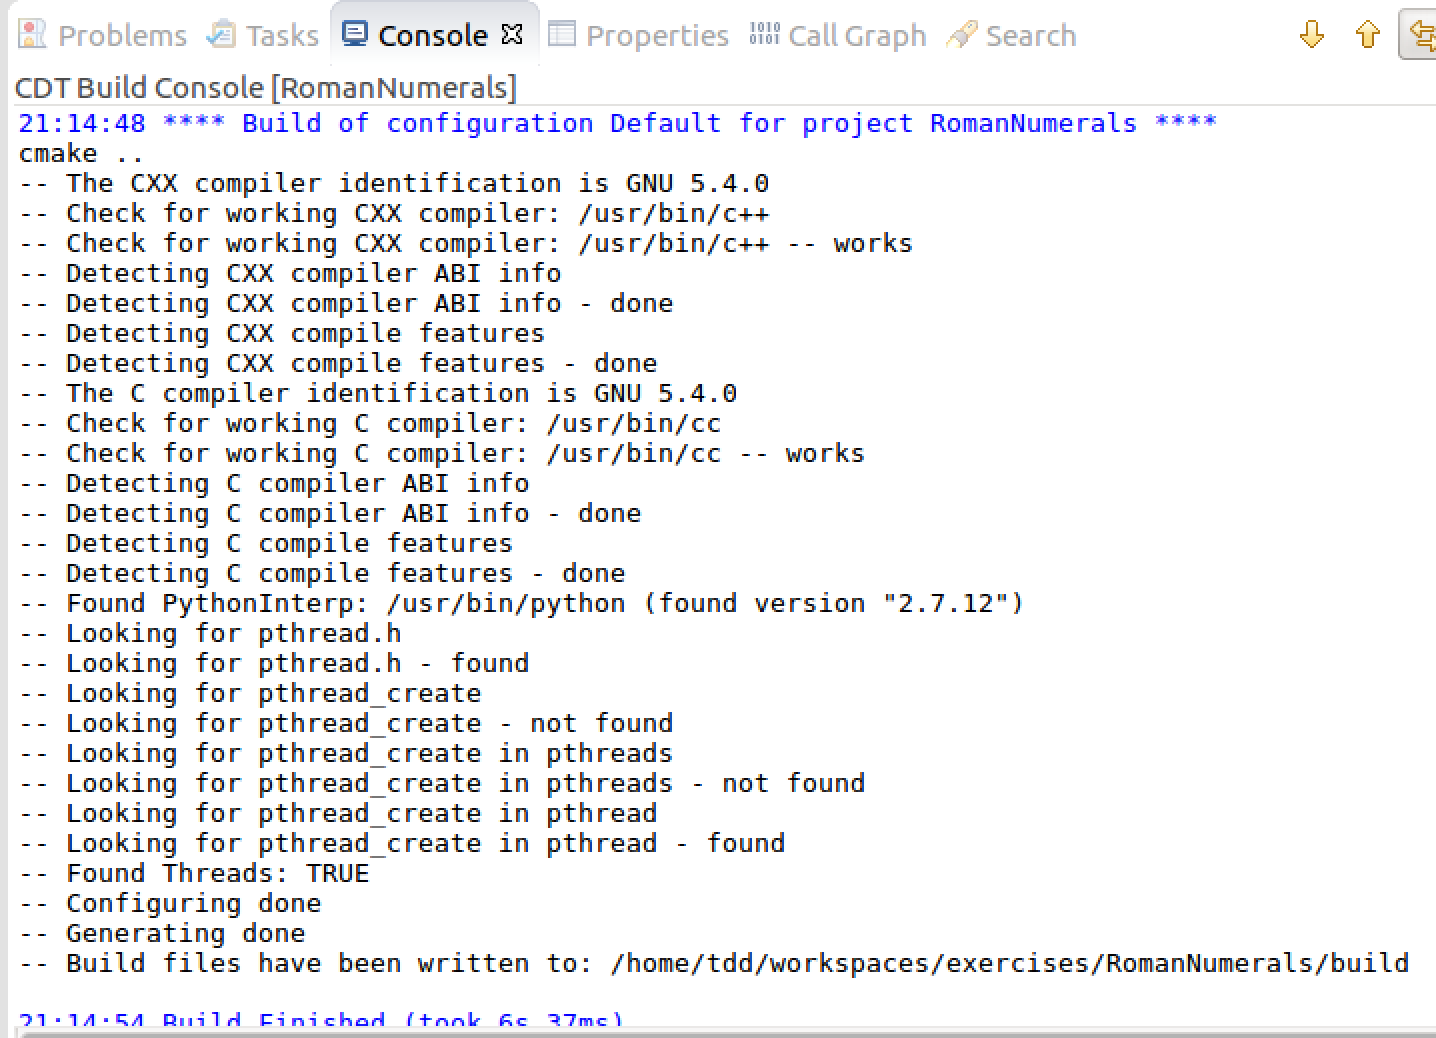 Problems Tasks Console Properties 1010 0101 Call Graph Search
CDT Build Console [RomanNumerals]
21:14:48 **** Build of configuration Default for project RomanNumerals ****
cmake ..
-- The CXX compiler identification is GNU 5.4.0
-- Check for working CXX compiler: /usr/bin/c++
-- Check for working CXX compiler: /usr/bin/c++ -- works
-- Detecting CXX compiler ABI info
-- Detecting CXX compiler ABI info - done
-- Detecting CXX compile features
-- Detecting CXX compile features - done
-- The C compiler identification is GNU 5.4.0
-- Check for working C compiler: /usr/bin/cc
-- Check for working C compiler: /usr/bin/cc -- works
-- Detecting C compiler ABI info
-- Detecting C compiler ABI info - done
-- Detecting C compile features
-- Detecting C compile features - done
-- Found PythonInterp: /usr/bin/python (found version "2.7.12")
-- Looking for pthread.h
-- Looking for pthread.h - found
-- Looking for pthread_create
-- Looking for pthread_create - not found
-- Looking for pthread_create in pthreads
-- Looking for pthread_create in pthreads - not found
-- Looking for pthread_create in pthread
-- Looking for pthread_create in pthread - found
-- Found Threads: TRUE
-- Configuring done
-- Generating done
-- Build files have been written to: /home/tdd/workspaces/exercises/RomanNumerals/build
21:14:54 Build Finished (took 6s.37ms)